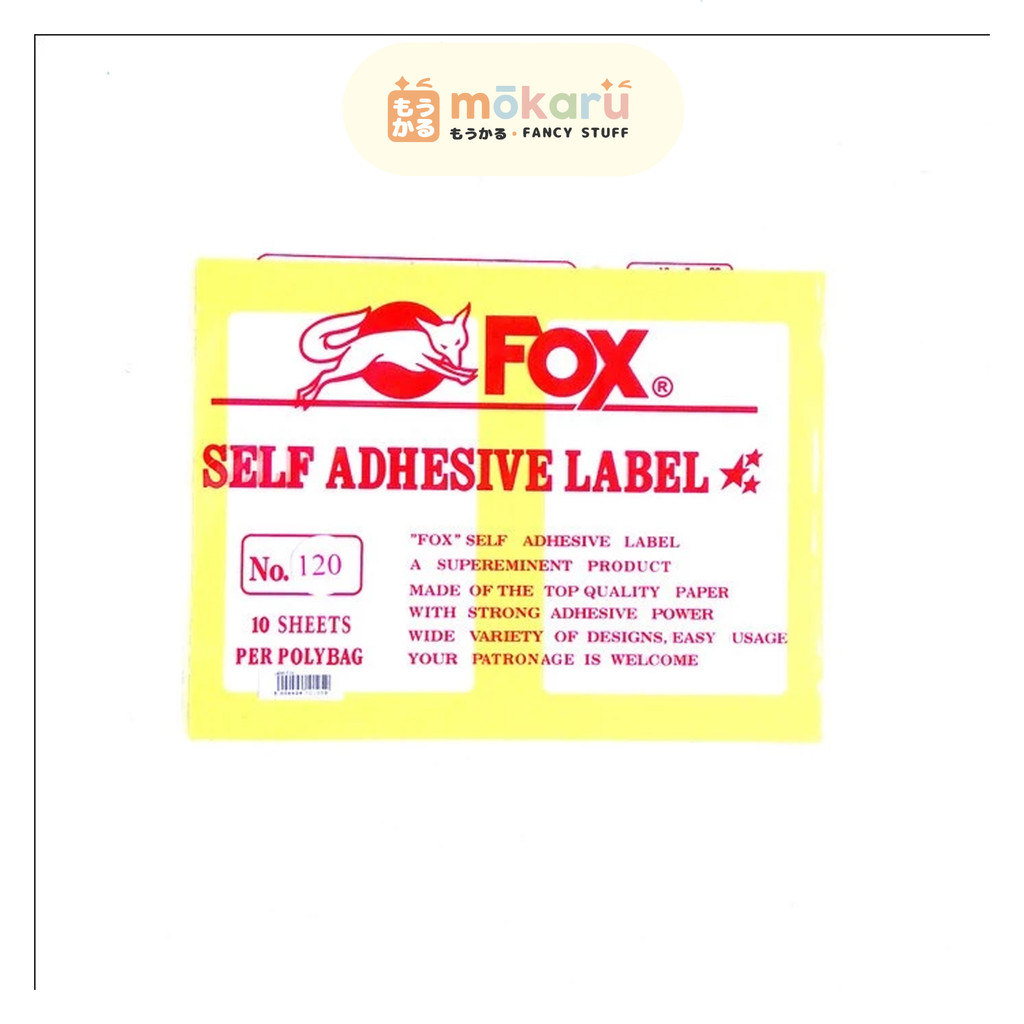 もう
かる
mōkaru
もうかる • FANCY STUFF
FOX®
SELF ADHESIVE LABEL
No. 120
10 SHEETS
PER POLYBAG
"FOX" SELF ADHESIVE LABEL
A SUPEREMINENT PRODUCT
MADE OF THE TOP QUALITY PAPER
WITH STRONG ADHESIVE POWER
WIDE VARIETY OF DESIGNS, EASY USAGE
YOUR PATRONAGE IS WELCOME